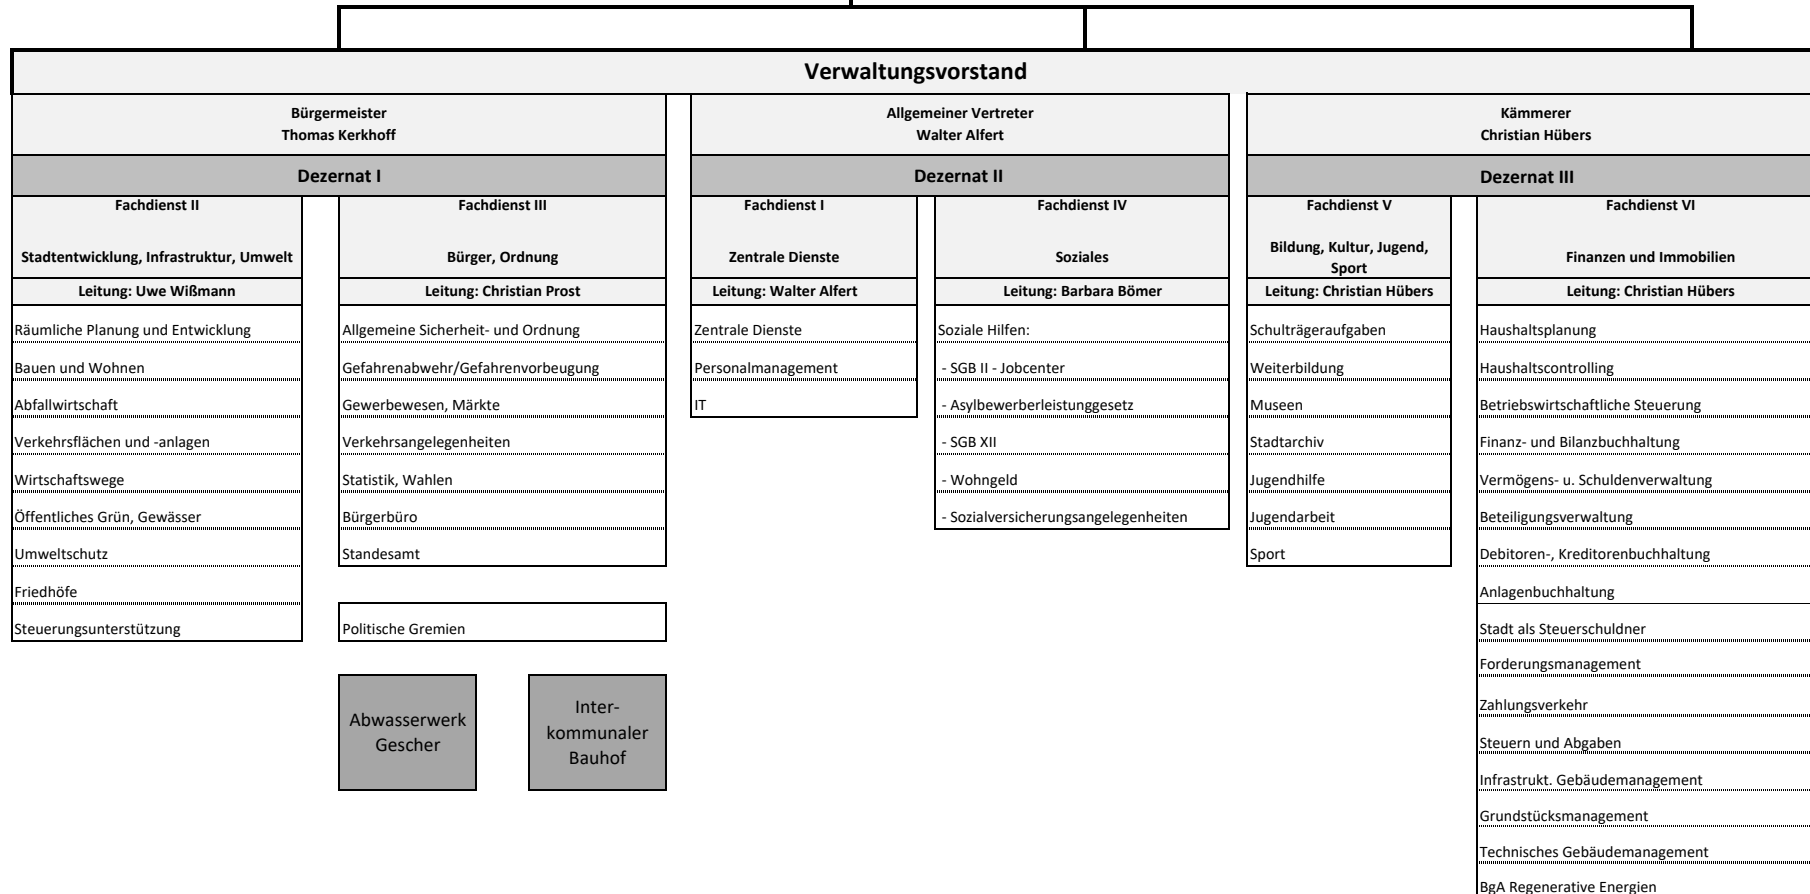 Verwaltungsvorstand
Bürgermeister
Thomas Kerkhoff
Allgemeiner Vertreter
Walter Alfert
Kämmerer
Christian Hübers
Dezernat I
Dezernat II
Dezernat III
Fachdienst II
Stadtentwicklung, Infrastruktur, Umwelt
Leitung: Uwe Wißmann
Räumliche Planung und Entwicklung
Bauen und Wohnen
Abfallwirtschaft
Verkehrsflächen und -anlagen
Wirtschaftswege
Öffentliches Grün, Gewässer
Umweltschutz
Friedhöfe
Steuerungsunterstützung
Fachdienst III
Bürger, Ordnung
Leitung: Christian Prost
Allgemeine Sicherheit- und Ordnung
Gefahrenabwehr/Gefahrenvorbeugung
Gewerbewesen, Märkte
Verkehrsangelegenheiten
Statistik, Wahlen
Bürgerbüro
Standesamt
Politische Gremien
Abwasserwerk
Gescher
Inter-
kommunaler
Bauhof
Fachdienst I
Zentrale Dienste
Leitung: Walter Alfert
Zentrale Dienste
Personalmanagement
IT
Fachdienst IV
Soziales
Leitung: Barbara Bömer
Soziale Hilfen:
- SGB II - Jobcenter
- Asylbewerberleistunggesetz
- SGB XII
- Wohngeld
- Sozialversicherungsangelegenheiten
Fachdienst V
Bildung, Kultur, Jugend,
Sport
Leitung: Christian Hübers
Schulträgeraufgaben
Weiterbildung
Museen
Stadtarchiv
Jugendhilfe
Jugendarbeit
Sport
Fachdienst VI
Finanzen und Immobilien
Leitung: Christian Hübers
Haushaltsplanung
Haushaltscontrolling
Betriebswirtschaftliche Steuerung
Finanz- und Bilanzbuchhaltung
Vermögens- u. Schuldenverwaltung
Beteiligungsverwaltung
Debitoren-, Kreditorenbuchhaltung
Anlagenbuchhaltung
Stadt als Steuerschuldner
Forderungsmanagement
Zahlungsverkehr
Steuern und Abgaben
Infrastrukt. Gebäudemanagement
Grundstücksmanagement
Technisches Gebäudemanagement
BgA Regenerative Energien